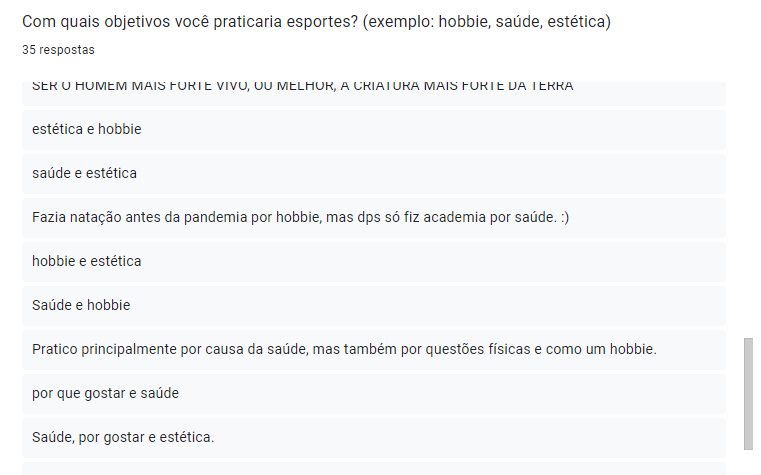 Com quais objetivos você praticaria esportes? (exemplo: hobbie, saúde, estética)
35 respostas
SER O HOMEM MAIS FORTE VIVO, OU MELHOR, A CRIATURA MAIS FORTE DA TERRA
estética e hobbie
saúde e estética
Fazia natação antes da pandemia por hobbie, mas dps só fiz academia por saúde. :)
hobbie e estética
Saúde e hobbie
Pratico principalmente por causa da saúde, mas também por questões físicas e como um hobbie.
por que gostar e saúde
Saúde, por gostar e estética.